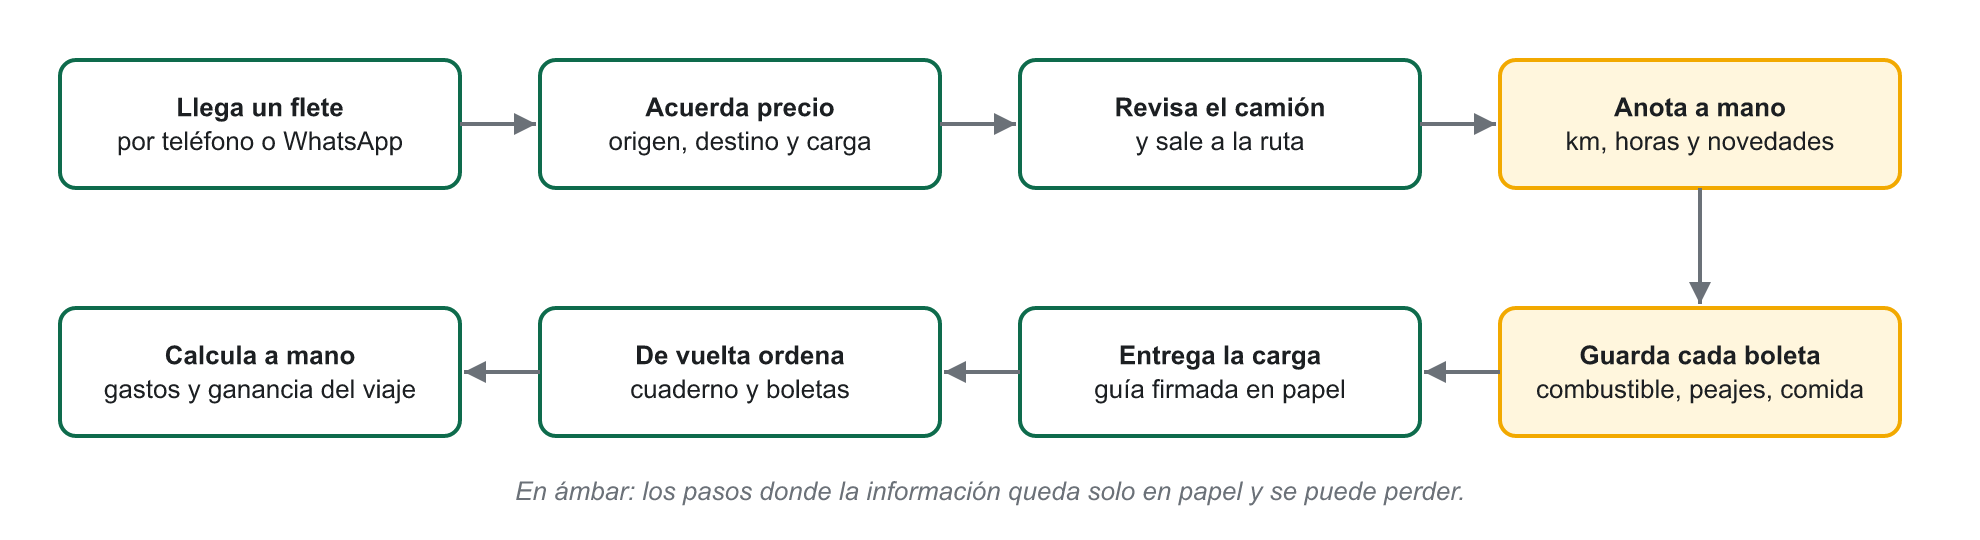 Llega un flete
por teléfono o WhatsApp
Acuerda precio
origen, destino y carga
Revisa el camión
y sale a la ruta
Anota a mano
km, horas y novedades
Guarda cada boleta
combustible, peajes, comida
Entrega la carga
guía firmada en papel
De vuelta ordena
cuaderno y boletas
Calcula a mano
gastos y ganancia del viaje
En ámbar: los pasos donde la información queda solo en papel y se puede perder.